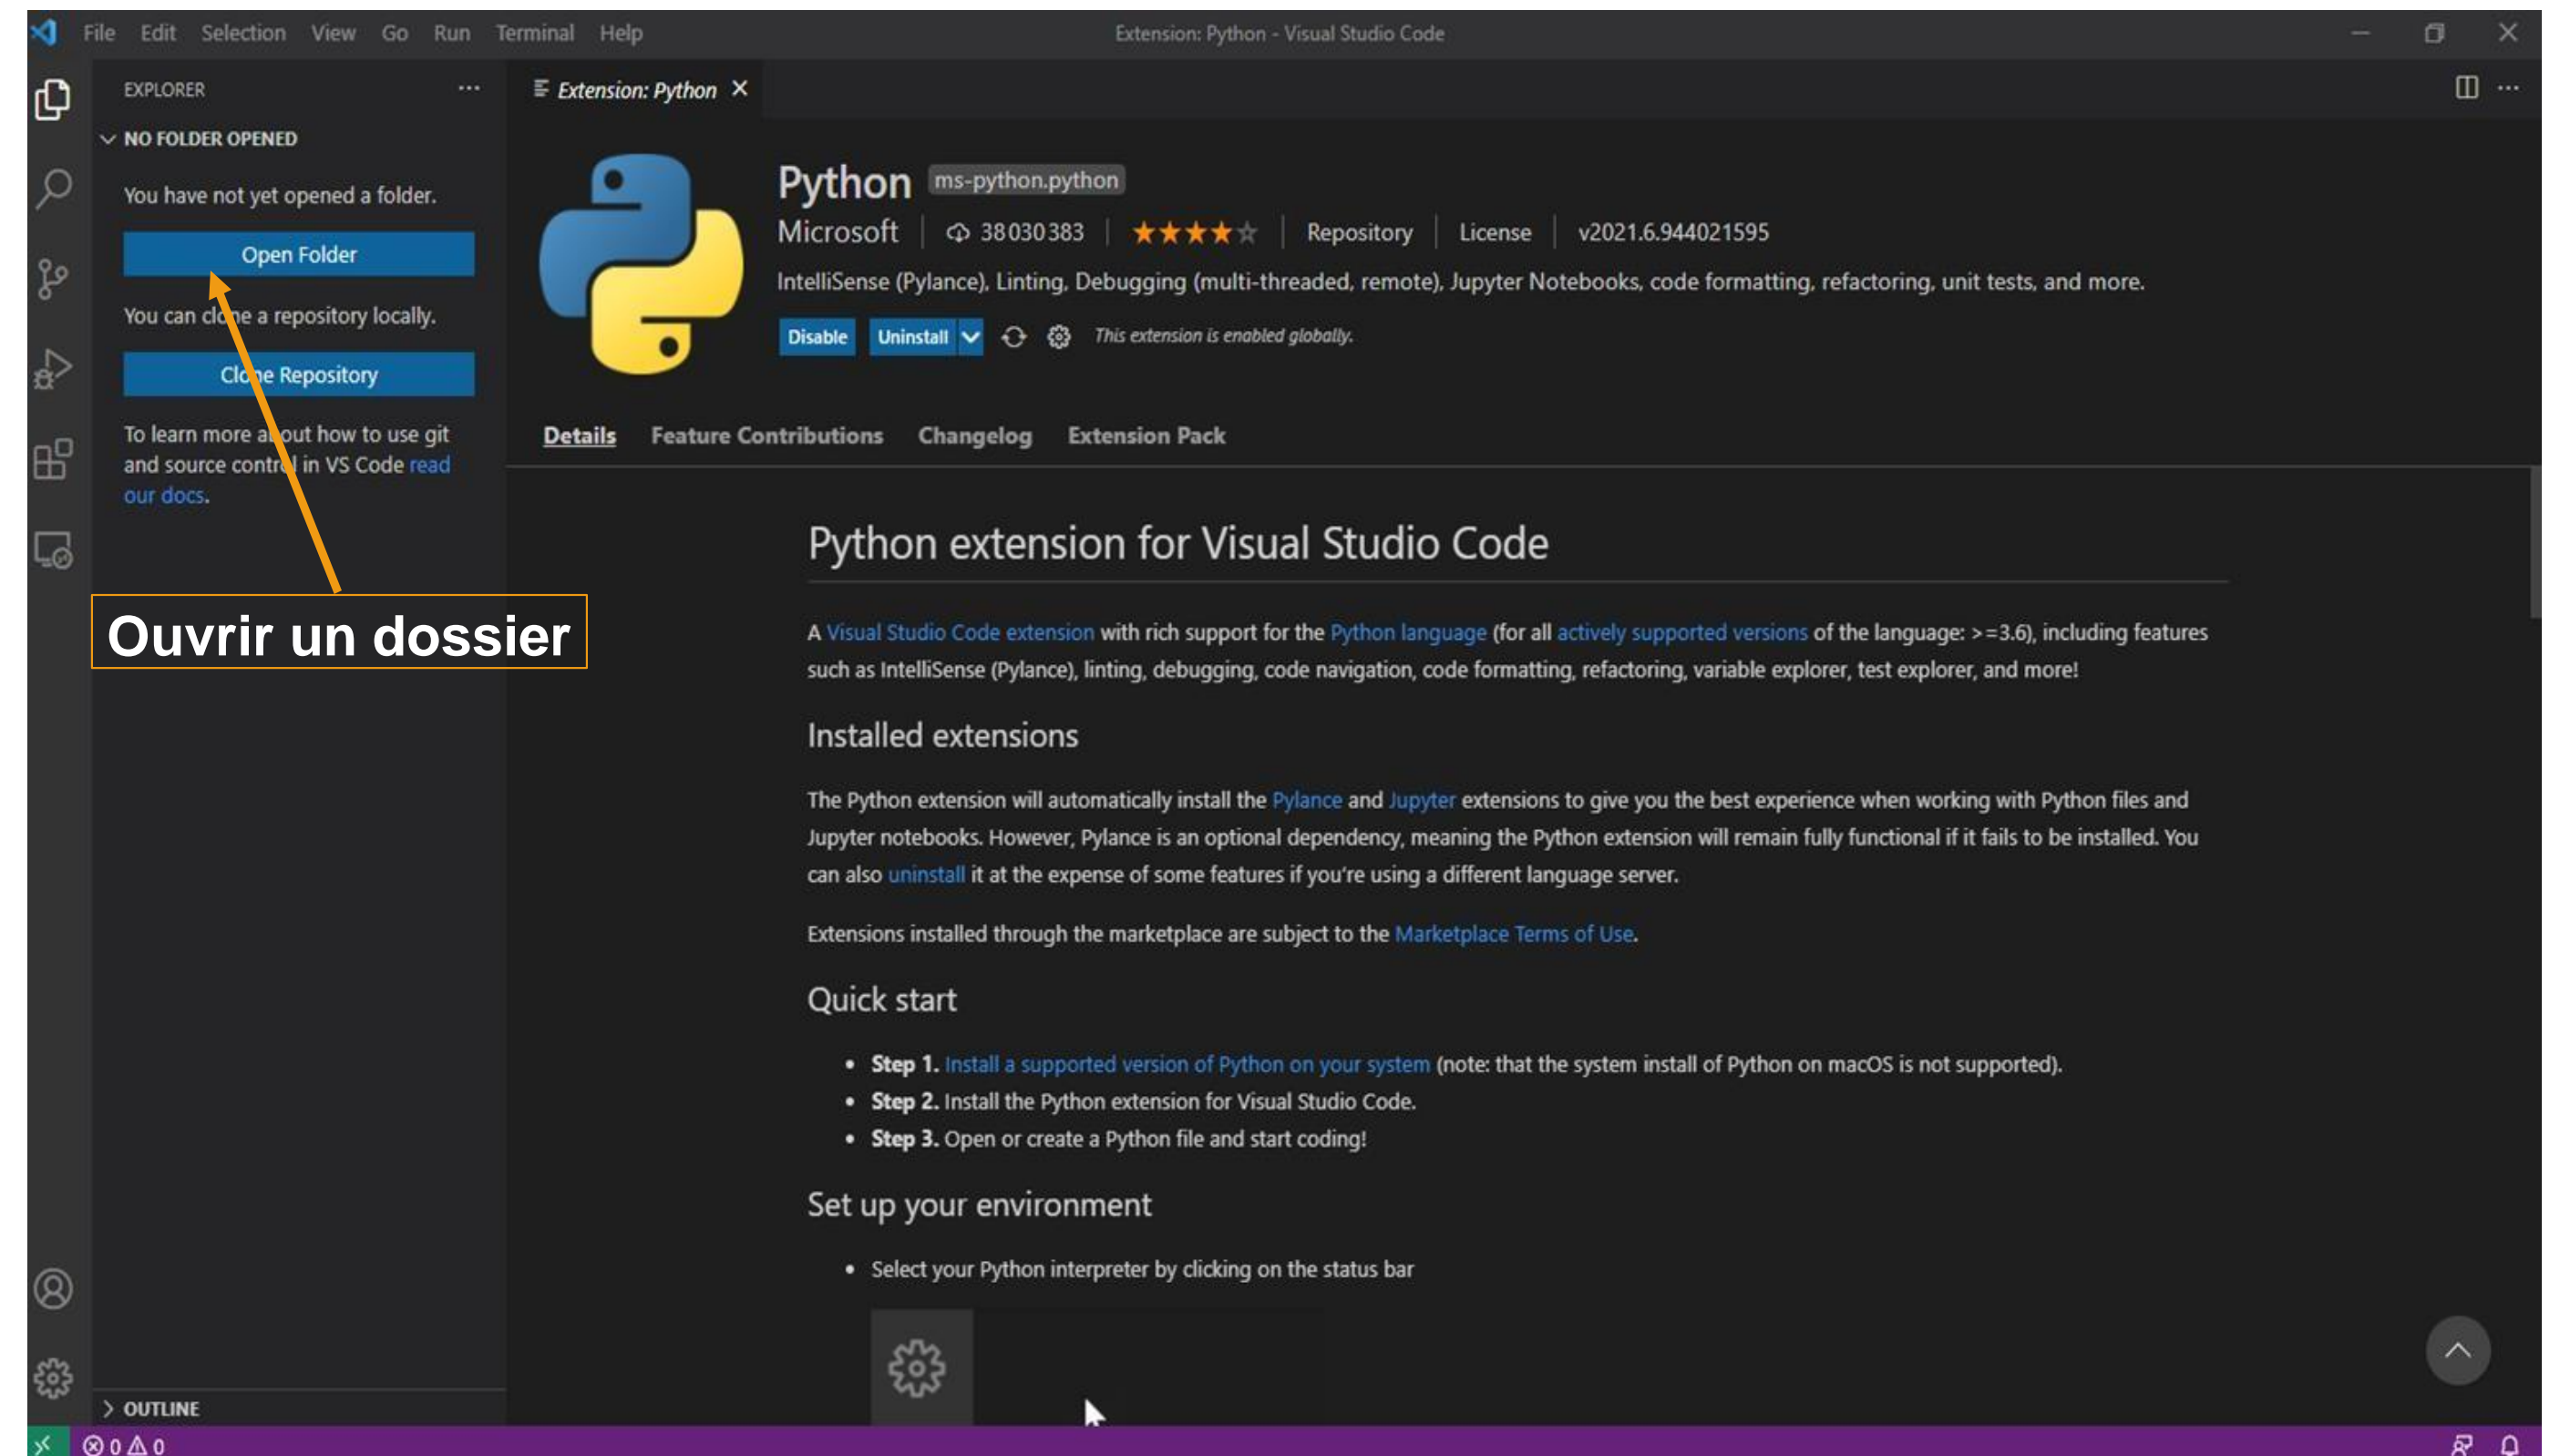 File Edit Selection View Go Run Terminal Help
Extension: Python - Visual Studio Code
EXPLORER
Extension: Python
NO FOLDER OPENED
You have not yet opened a folder.
Open Folder
You can clone a repository locally.
Clone Repository
To learn more about how to use git
and source control in VS Code read
our docs.
Ouvrir un dossier
OUTLINE
Python ms-python.python
Microsoft 38 030 383 Repository License v2021.6.944021595
IntelliSense (Pylance), Linting, Debugging (multi-threaded, remote), Jupyter Notebooks, code formatting, refactoring, unit tests, and more.
Disable Uninstall This extension is enabled globally.
Details Feature Contributions Changelog Extension Pack
Python extension for Visual Studio Code
A Visual Studio Code extension with rich support for the Python language (for all actively supported versions of the language: >=3.6), including features
such as IntelliSense (Pylance), linting, debugging, code navigation, code formatting, refactoring, variable explorer, test explorer, and more!
Installed extensions
The Python extension will automatically install the Pylance and Jupyter extensions to give you the best experience when working with Python files and
Jupyter notebooks. However, Pylance is an optional dependency, meaning the Python extension will remain fully functional if it fails to be installed. You
can also uninstall it at the expense of some features if you're using a different language server.
Extensions installed through the marketplace are subject to the Marketplace Terms of Use.
Quick start
• Step 1. Install a supported version of Python on your system (note: that the system install of Python on macOS is not supported).
• Step 2. Install the Python extension for Visual Studio Code.
• Step 3. Open or create a Python file and start coding!
Set up your environment
• Select your Python interpreter by clicking on the status bar
0 0